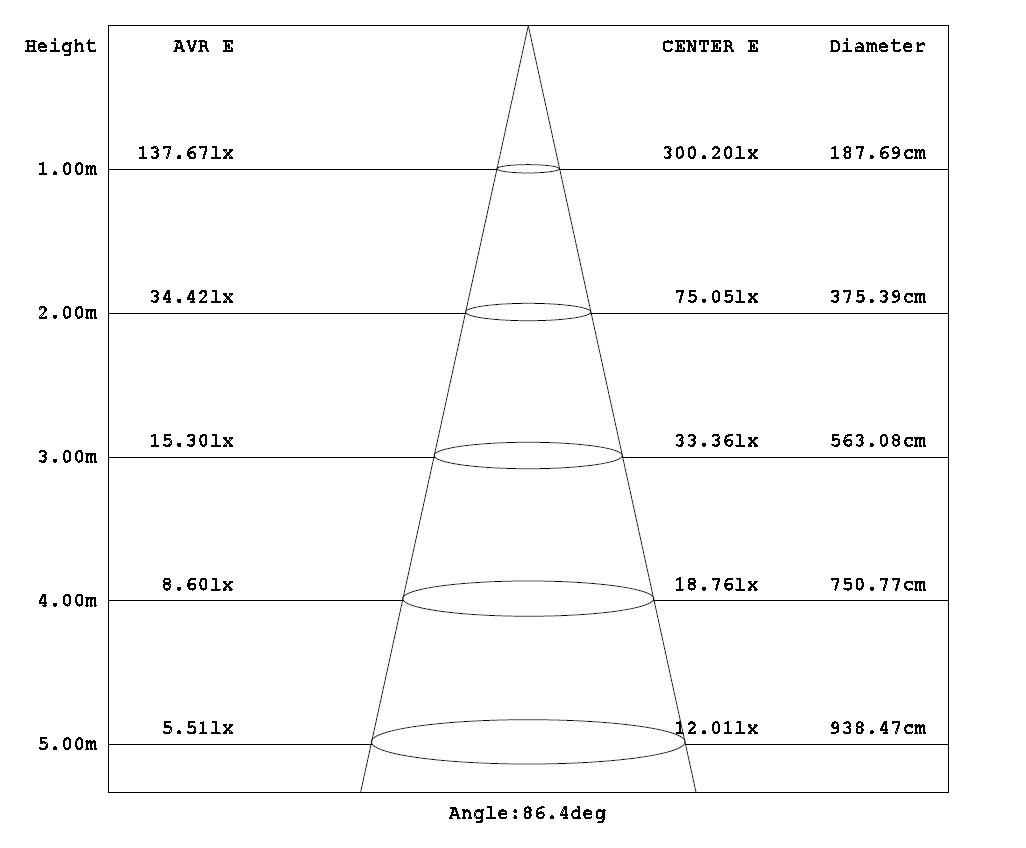 Height AVR E CENTER E Diameter
137.67lx 300.20lx 187.69cm
1.00m
34.42lx 75.05lx 375.39cm
2.00m
15.30lx 33.36lx 563.08cm
3.00m
8.60lx 18.76lx 750.77cm
4.00m
5.51lx 12.01lx 938.47cm
5.00m
Angle:86.4deg